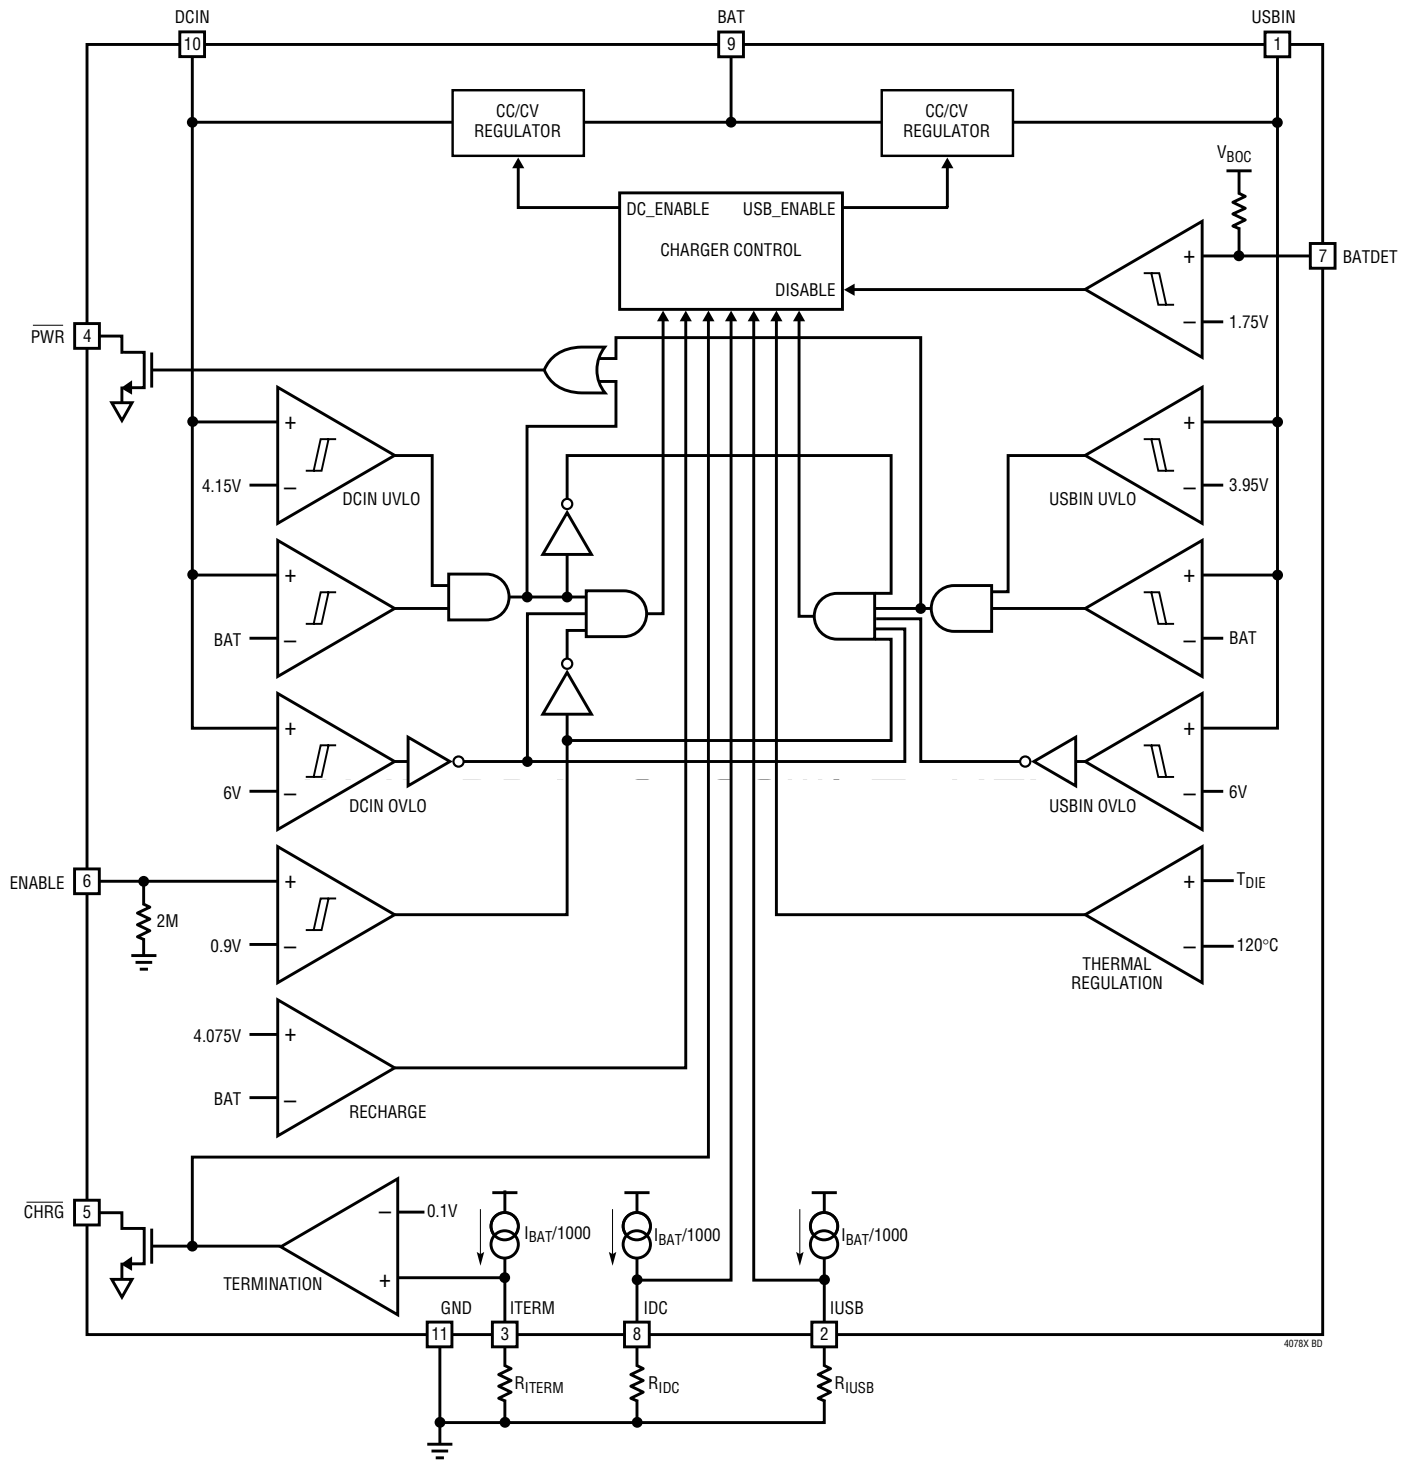 DCIN
BAT
USBIN
10
9
1
CC/CV
REGULATOR
CC/CV
REGULATOR
VBOC
DC_ENABLE
USB_ENABLE
CHARGER CONTROL
DISABLE
+
7
BATDET
– 1.75V
PWR
4
+
4.15V –
DCIN UVLO
+
– 3.95V
USBIN UVLO
+
BAT –
+
– BAT
+
6V –
DCIN OVLO
+
– 6V
USBIN OVLO
ENABLE
6
+
2M
0.9V –
+ TDIE
– 120°C
THERMAL
REGULATION
4.075V +
BAT –
RECHARGE
CHRG
5
– 0.1V
+
TERMINATION
IBAT/1000
IBAT/1000
IBAT/1000
GND
ITERM
IDC
IUSB
11
3
8
2
4078X BD
RITERM
RIDC
RIUSB